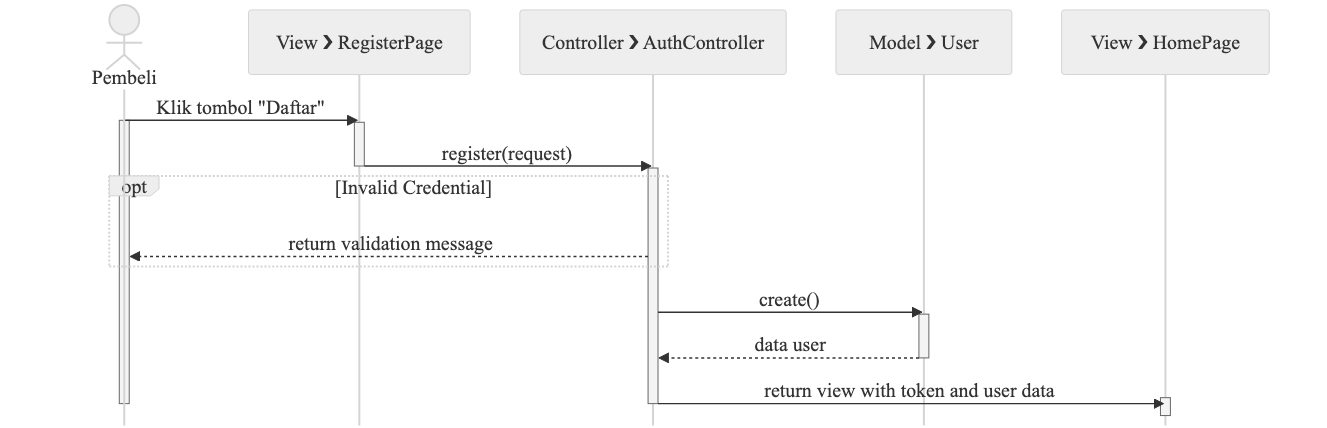 View ❯ RegisterPage
Controller ❯ AuthController
Model ❯ User
View ❯ HomePage
Pembeli
Klik tombol "Daftar"
register(request)
opt
[Invalid Credential]
return validation message
create()
data user
return view with token and user data